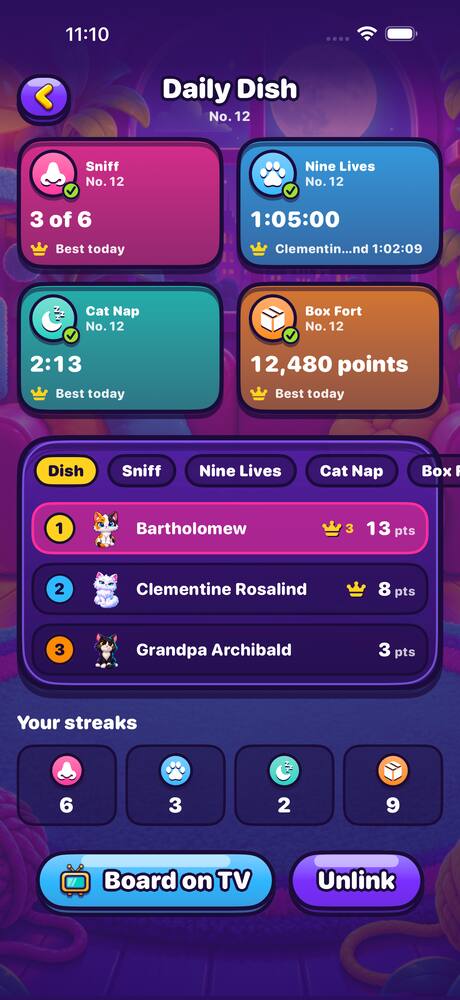 11:10
Daily Dish
No. 12
Sniff
No. 12
3 of 6
Best today
Nine Lives
No. 12
1:05:00
Clementin...nd 1:02:09
Cat Nap
No. 12
2:13
Best today
Box Fort
No. 12
12,480 points
Best today
Dish
Sniff
Nine Lives
Cat Nap
Box F
1
Bartholomew
3
13 pts
2
Clementine Rosalind
8 pts
3
Grandpa Archibald
3 pts
Your streaks
6
3
2
9
Board on TV
Unlink